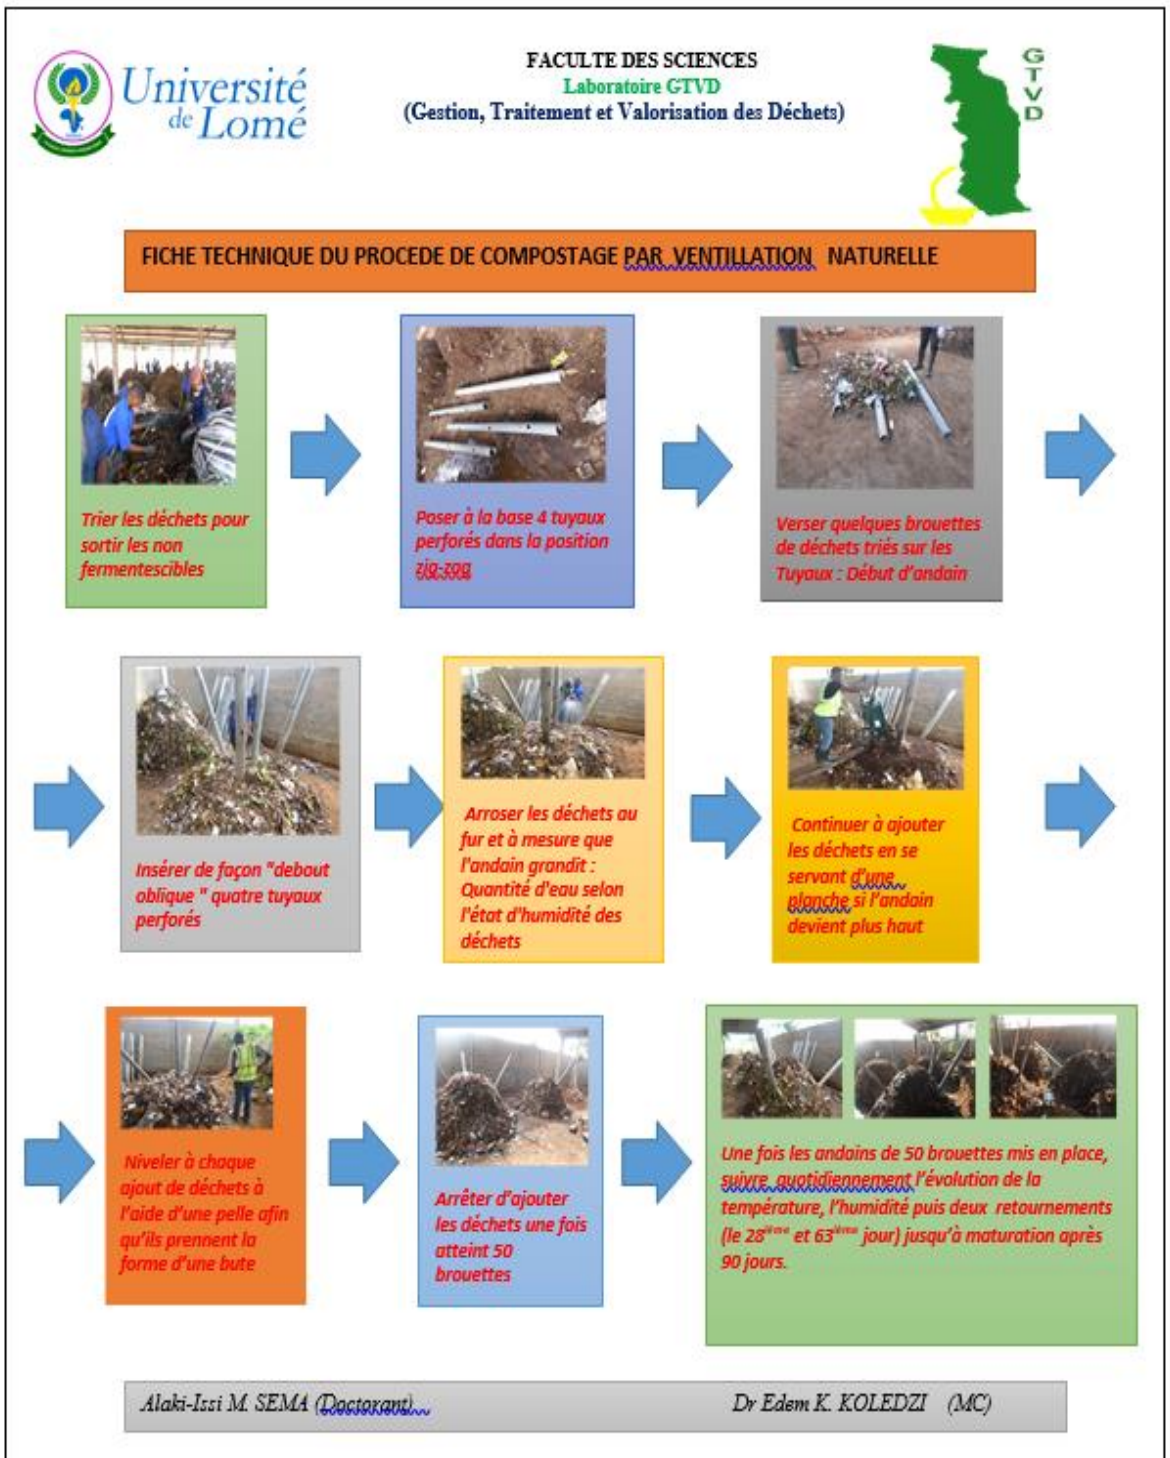 Université
de Lomé
FACULTE DES SCIENCES
Laboratoire GTVD
(Gestion, Traitement et Valorisation des Déchets)
GTVD
FICHE TECHNIQUE DU PROCEDE DE COMPOSTAGE PAR VENTILLATION NATURELLE
Trier les déchets pour
sortir les non
fermentescibles
Poser à la base 4 tuyaux
perforés dans la position
zig-zag
Verser quelques brouettes
de déchets triés sur les
Tuyaux : Début d'andain
Insérer de façon "debout
oblique " quatre tuyaux
perforés
Arroser les déchets au
fur et à mesure que
l'andain grandit :
Quantité d'eau selon
l'état d'humidité des
déchets
Continuer à ajouter
les déchets en se
servant d'une
planche si l'andain
devient plus haut
Niveler à chaque
ajout de déchets à
l'aide d'une pelle afin
qu'ils prennent la
forme d'une bute
Arrêter d'ajouter
les déchets une fois
atteint 50
brouettes
Une fois les andains de 50 brouettes mis en place,
suivre quotidiennement l'évolution de la
température, l'humidité puis deux retournements
(le 28ième et 63ième jour) jusqu'à maturation après
90 jours.
Alaki-Issi M. SEMA (Doctorant)
Dr Edem K. KOLEDZI (MC)